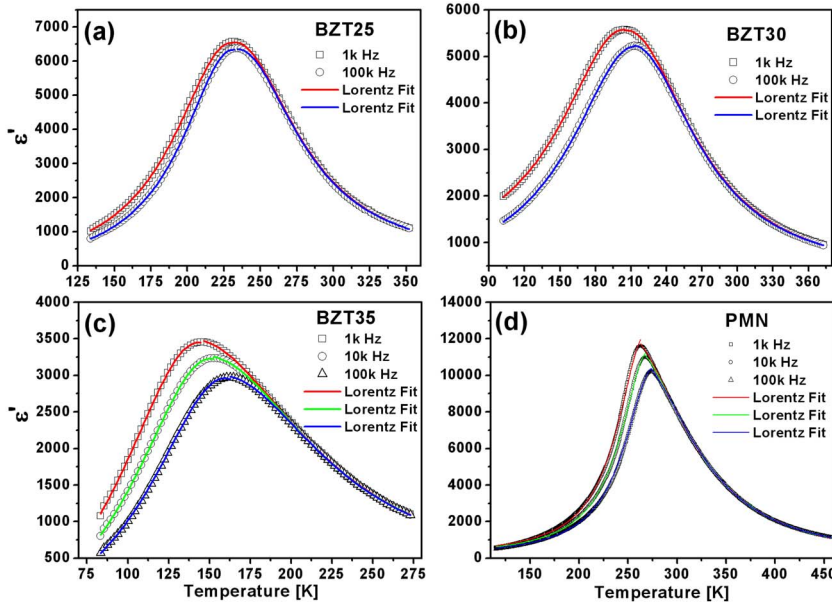 (a)
BZT25
1k Hz
100k Hz
Lorentz Fit
Lorentz Fit
ε'
7000
6000
5000
4000
3000
2000
1000
0
125 150 175 200 225 250 275 300 325 350
(b)
BZT30
1k Hz
100k Hz
Lorentz Fit
Lorentz Fit
6000
5000
4000
3000
2000
1000
90 120 150 180 210 240 270 300 330 360
(c)
BZT35
1k Hz
10k Hz
100k Hz
Lorentz Fit
Lorentz Fit
Lorentz Fit
ε'
4000
3500
3000
2500
2000
1500
1000
500
75 100 125 150 175 200 225 250 275
Temperature [K]
(d)
PMN
1k Hz
10k Hz
100k Hz
Lorentz Fit
Lorentz Fit
Lorentz Fit
14000
12000
10000
8000
6000
4000
2000
0
150 200 250 300 350 400 450
Temperature [K]